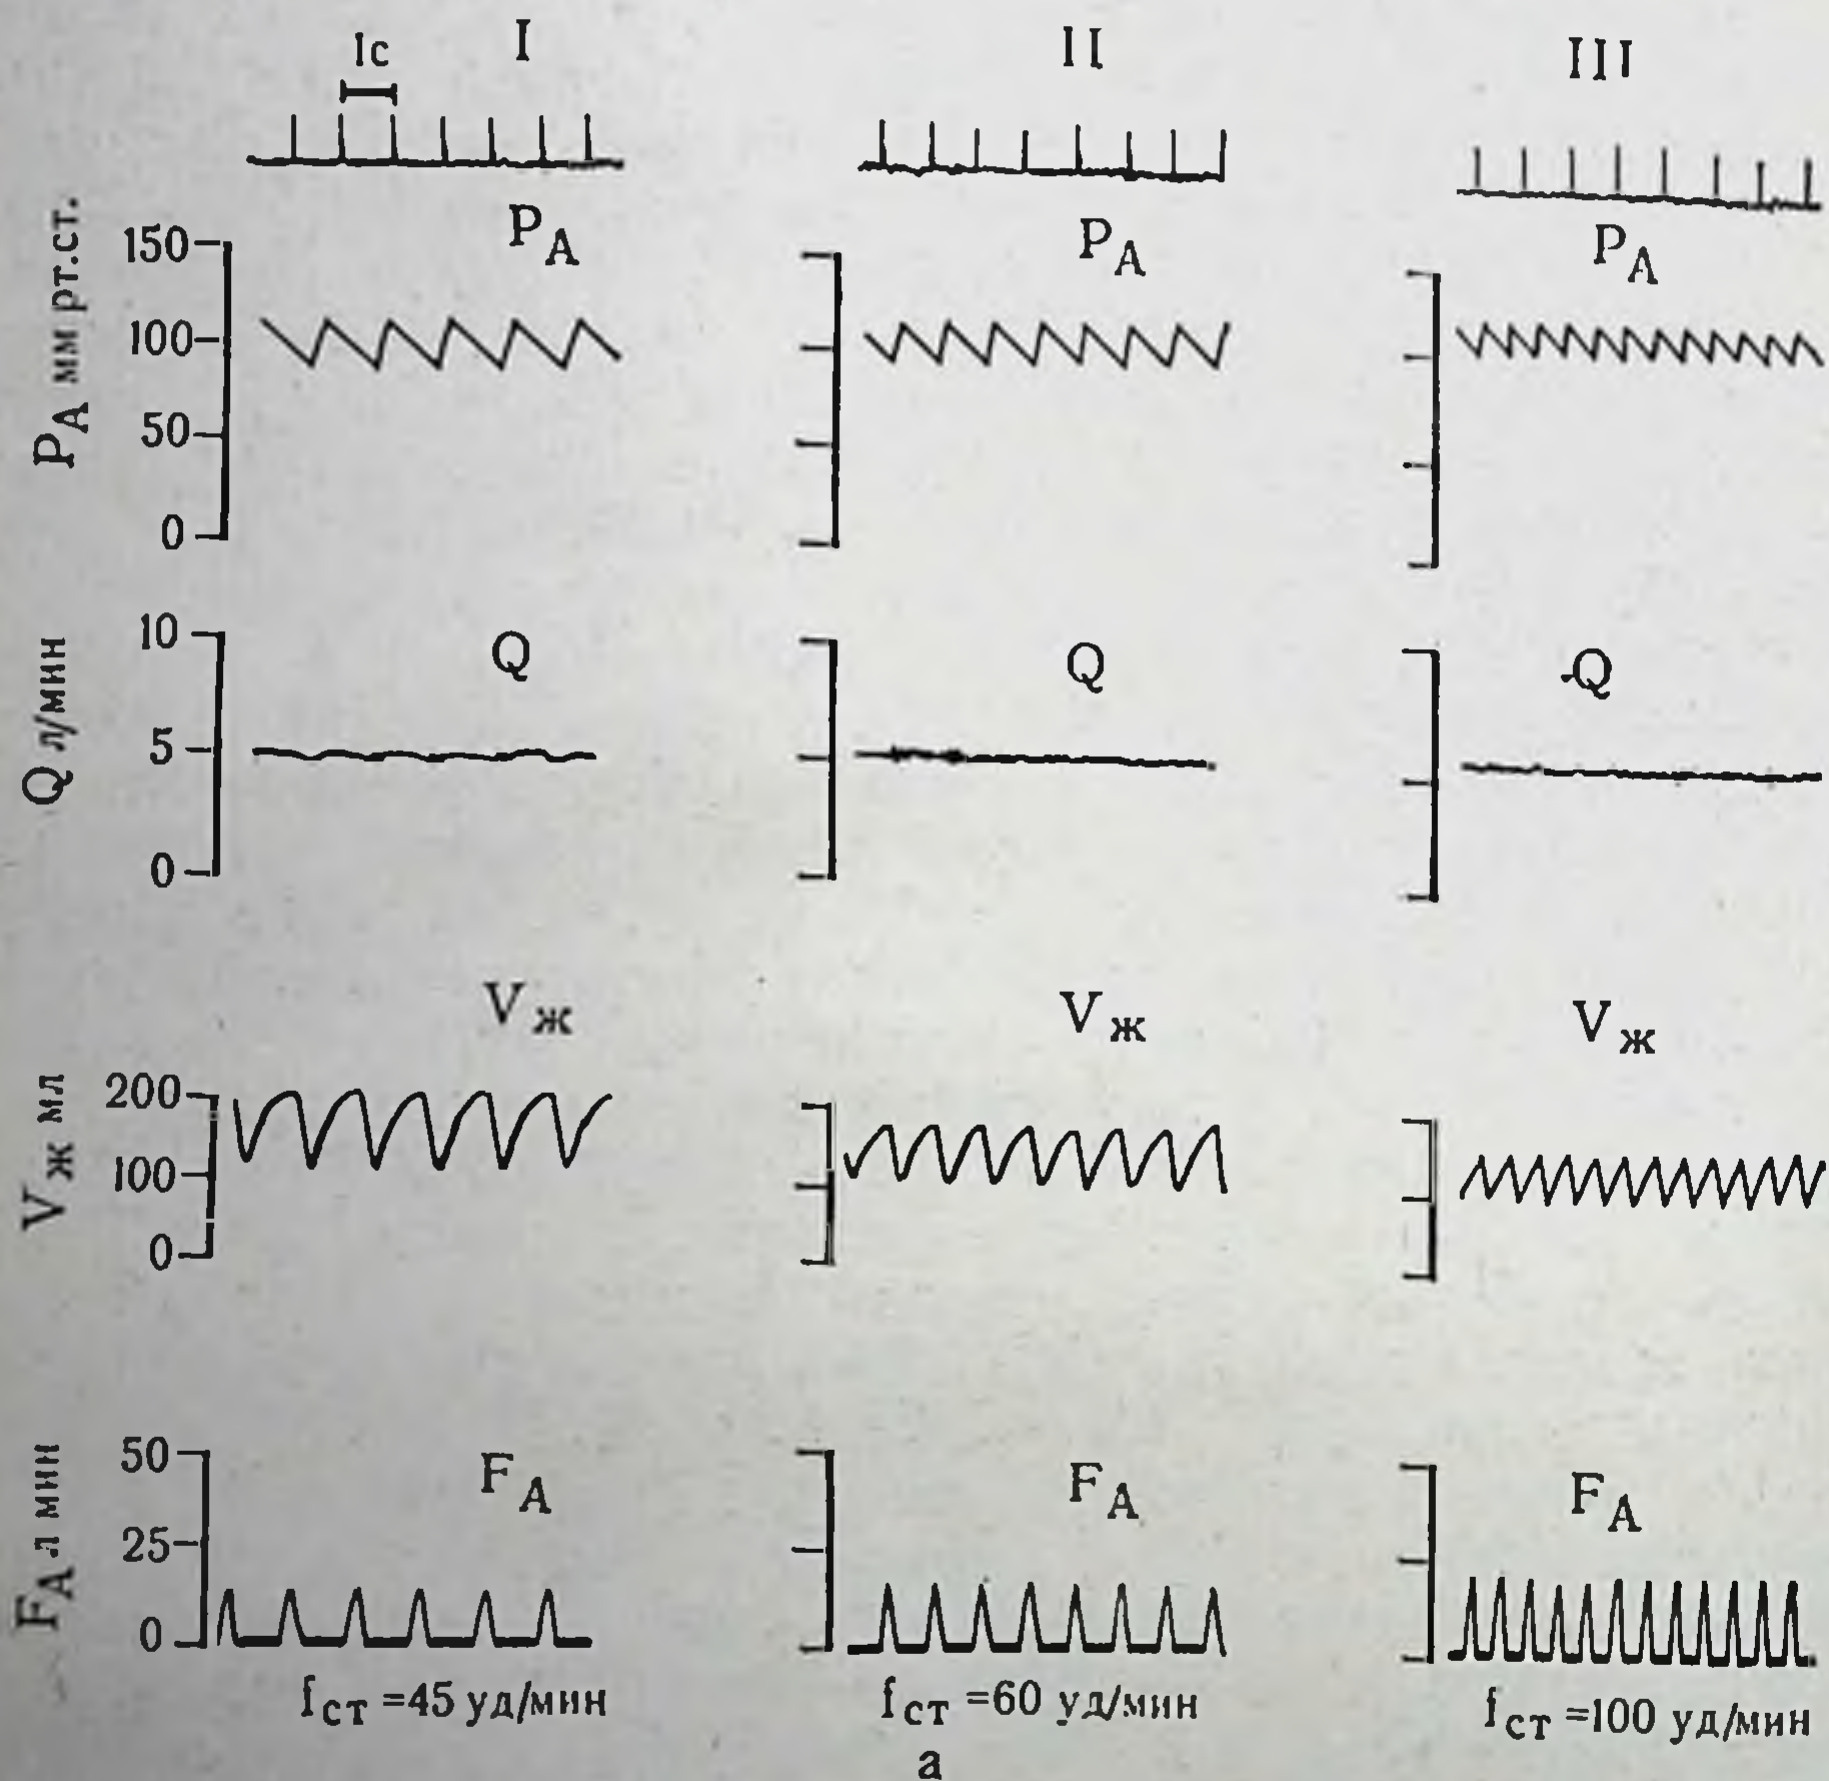 I II III
1с
P_A P_A P_A
P_A мм рт.ст.
150
100
50
0
Q Q Q
Q л/мин
10
5
0
V_ж V_ж V_ж
V_ж мл
200
100
0
F_A F_A F_A
F_A л мин
50
25
0
f_ст =45 уд/мин f_ст =60 уд/мин f_ст =100 уд/мин
а